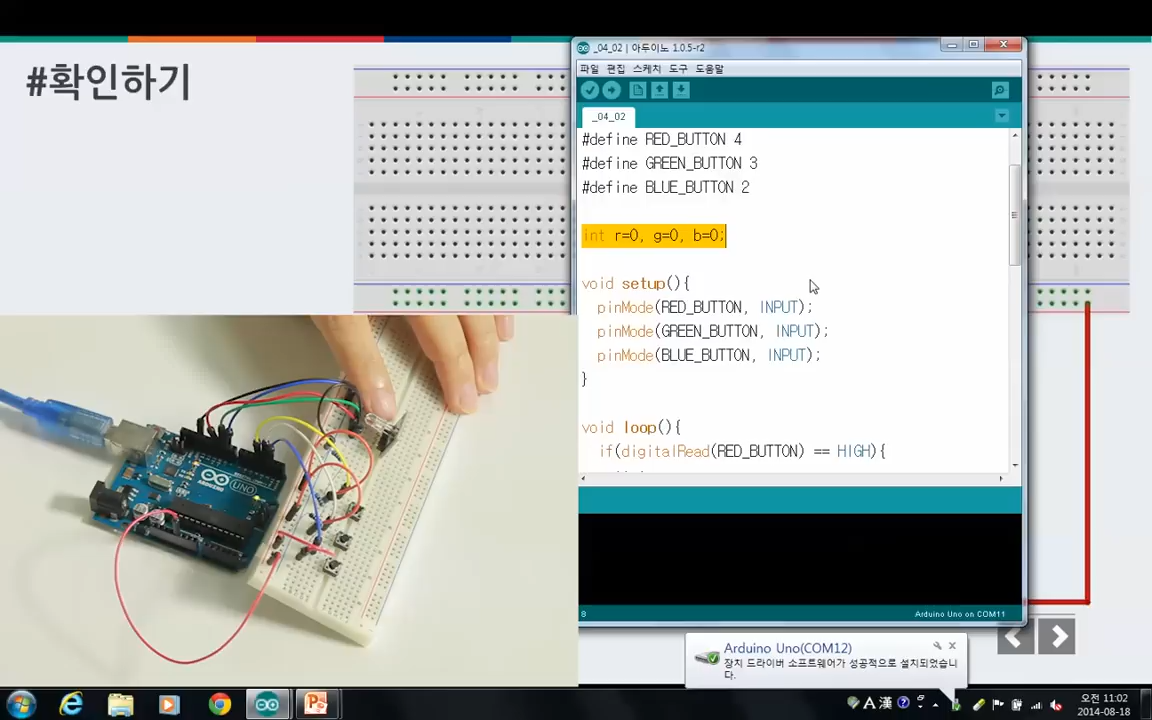 #확인하기
_04_02 | 아두이노 1.0.5-r2
파일 편집 스케치 도구 도움말
_04_02
#define RED_BUTTON 4
#define GREEN_BUTTON 3
#define BLUE_BUTTON 2
int r=0, g=0, b=0;
void setup(){
pinMode(RED_BUTTON, INPUT);
pinMode(GREEN_BUTTON, INPUT);
pinMode(BLUE_BUTTON, INPUT);
}
void loop(){
if(digitalRead(RED_BUTTON) == HIGH){
8
Arduino Uno on COM11
ARDUINO
UNO
Arduino Uno(COM12)
장치 드라이버 소프트웨어가 성공적으로 설치되었습니
다.
A 漢
오전 11:02
2014-08-18